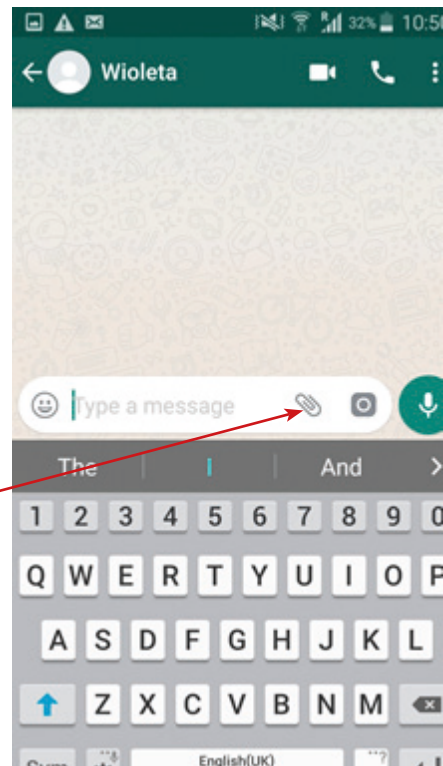 32% 10:50
Wioleta
Type a message
The I And
1 2 3 4 5 6 7 8 9 0
Q W E R T Y U I O P
A S D F G H J K L
Z X C V B N M
Sym English(UK)